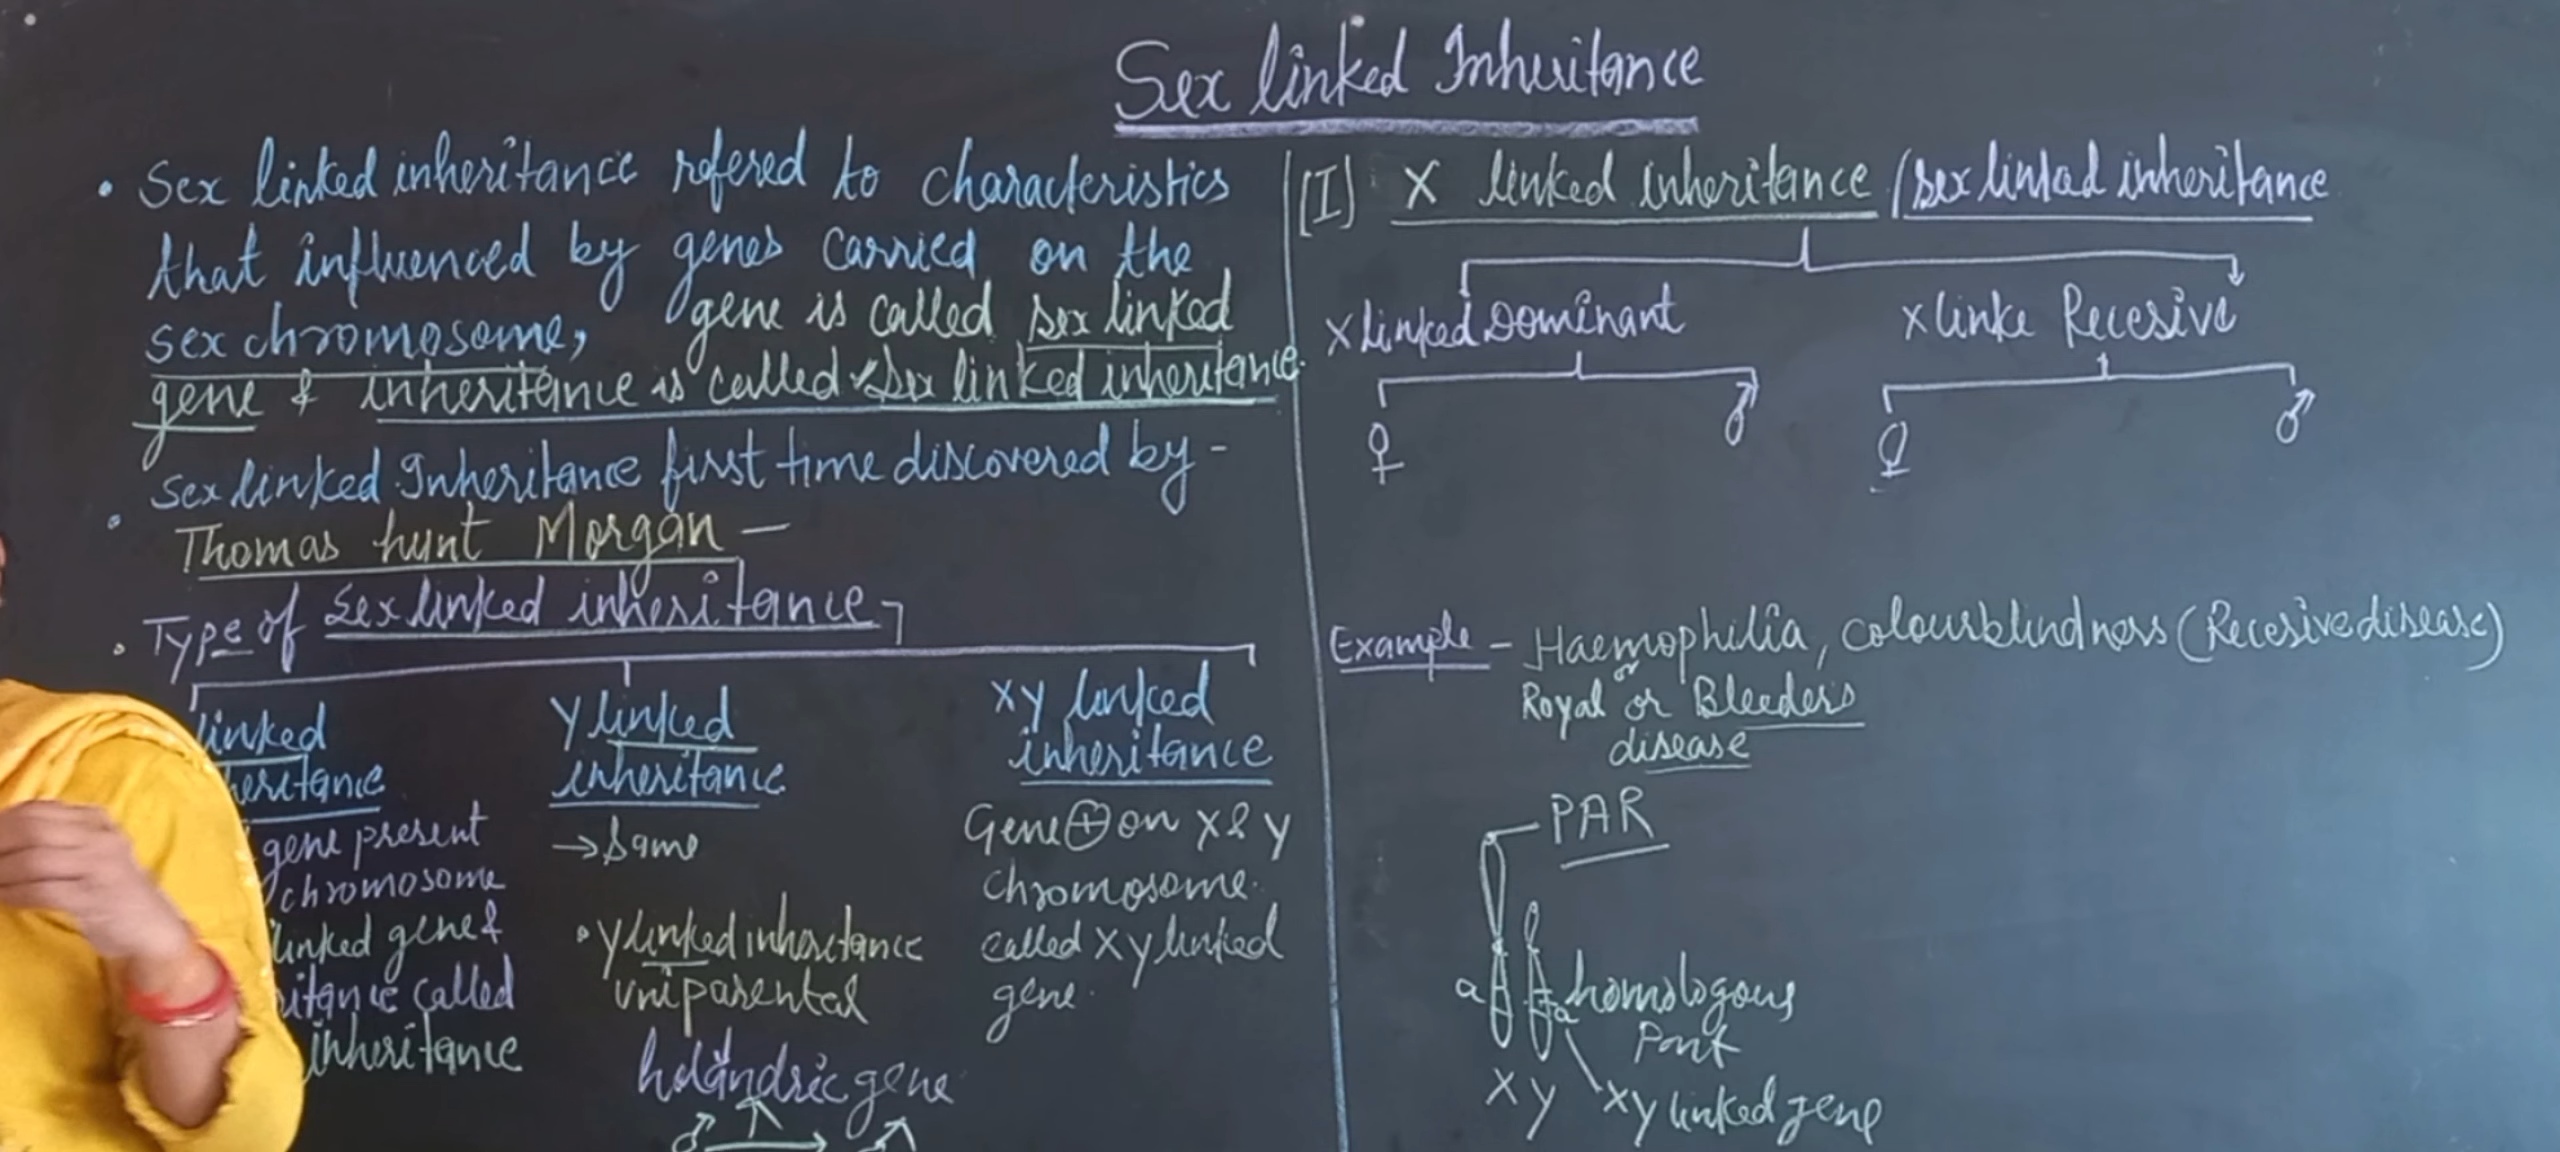 Sex linked Inheritance
• Sex linked inheritance refered to characteristics
that influenced by genes carried on the
sex chromosome, gene is called sex linked
gene & inheritance is called sex linked inheritance.
• Sex linked Inheritance first time discovered by -
Thomas hunt Morgan —
• Type of Sex linked inheritance
linked
heritance
gene present
chromosome
linked gene &
ritance called
inheritance
Y linked
inheritance
→ Same
• Y linked inheritance
uniparental
holandric gene
♂ → ♂
XY linked
inheritance
Gene ⊕ on X & Y
chromosome.
called XY linked
gene.
[I] X linked inheritance / sex linked inheritance
X linked Dominant
♀ ♂
X linke Recesive
♀ ♂
Example - Haemophilia, colourblindness (Recesive disease)
or
Royal or Bleeders
disease
PAR
a a homologous
Part
X Y XY linked gene